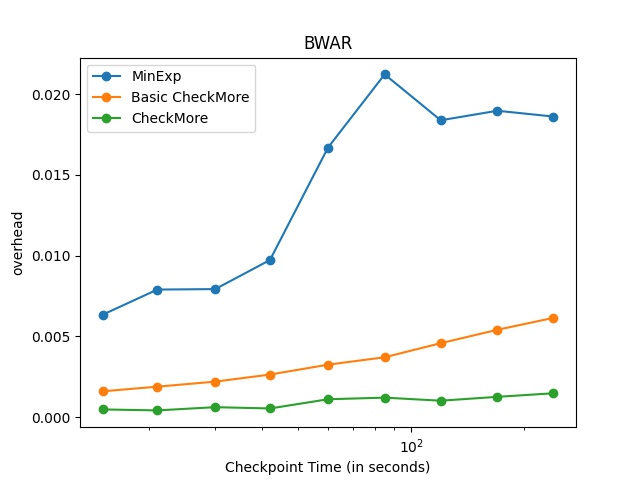 BWAR
MinExp
Basic CheckMore
CheckMore
0.020
0.015
0.010
0.005
0.000
overhead
10²
Checkpoint Time (in seconds)